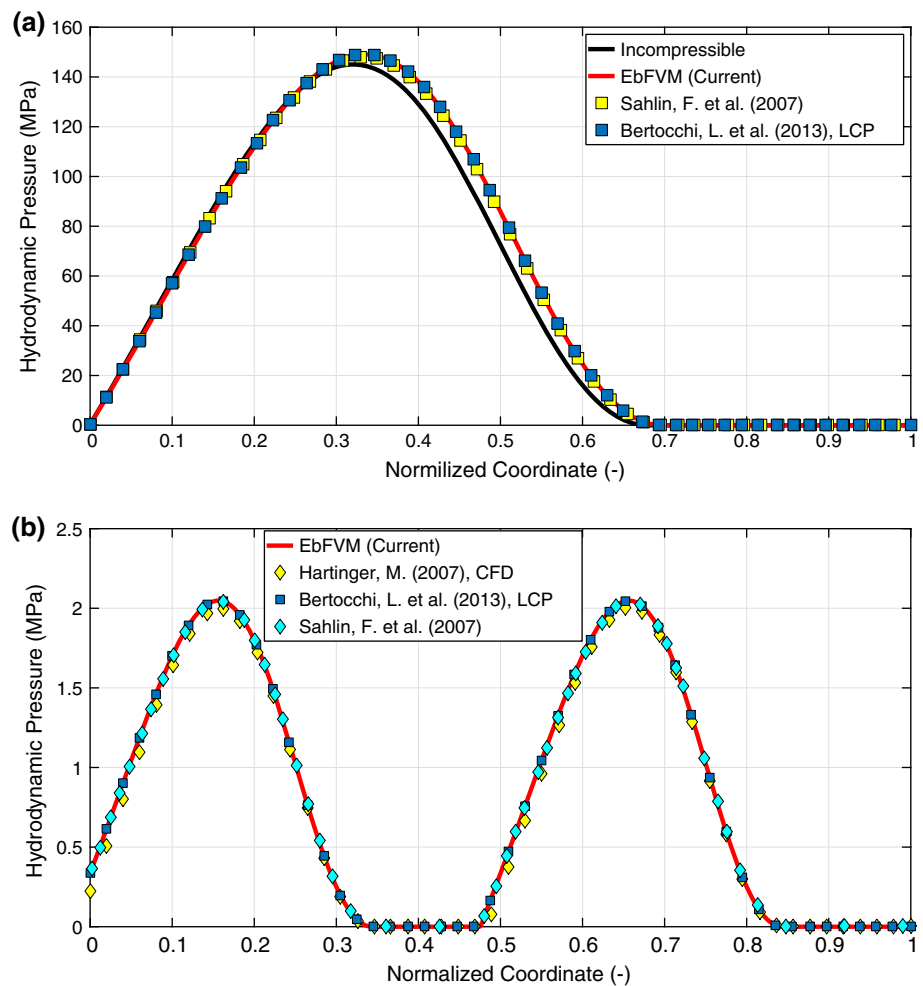 (a)
160
140
120
100
80
60
40
20
0
Hydrodynamic Pressure (MPa)
Incompressible
EbFVM (Current)
Sahlin, F. et al. (2007)
Bertocchi, L. et al. (2013), LCP
0 0.1 0.2 0.3 0.4 0.5 0.6 0.7 0.8 0.9 1
Normilized Coordinate (-)
(b)
2.5
2
1.5
1
0.5
0
Hydrodynamic Pressure (MPa)
EbFVM (Current)
Hartinger, M. (2007), CFD
Bertocchi, L. et al. (2013), LCP
Sahlin, F. et al. (2007)
0 0.1 0.2 0.3 0.4 0.5 0.6 0.7 0.8 0.9 1
Normalized Coordinate (-)